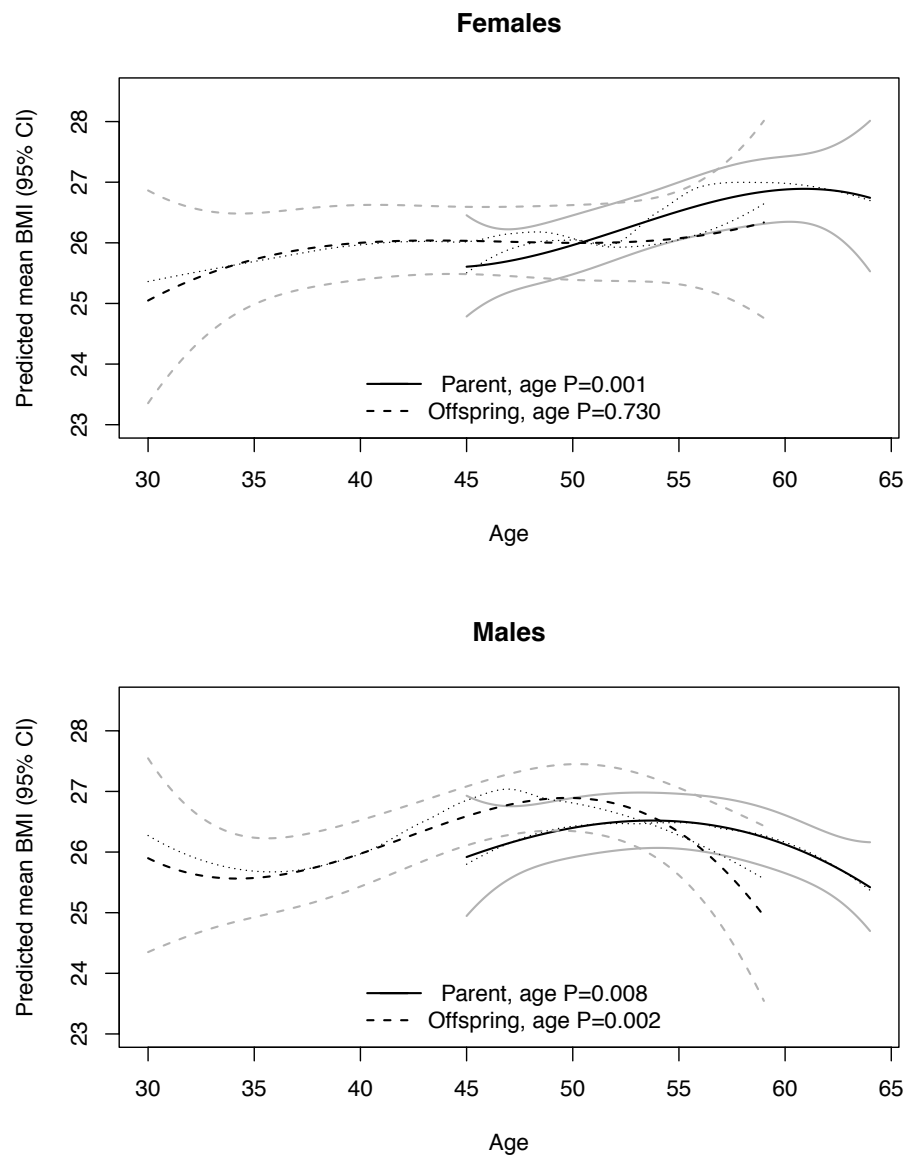 Females
Predicted mean BMI (95% CI)
28
27
26
25
24
23
Parent, age P=0.001
Offspring, age P=0.730
30 35 40 45 50 55 60 65
Age
Males
Predicted mean BMI (95% CI)
28
27
26
25
24
23
Parent, age P=0.008
Offspring, age P=0.002
30 35 40 45 50 55 60 65
Age